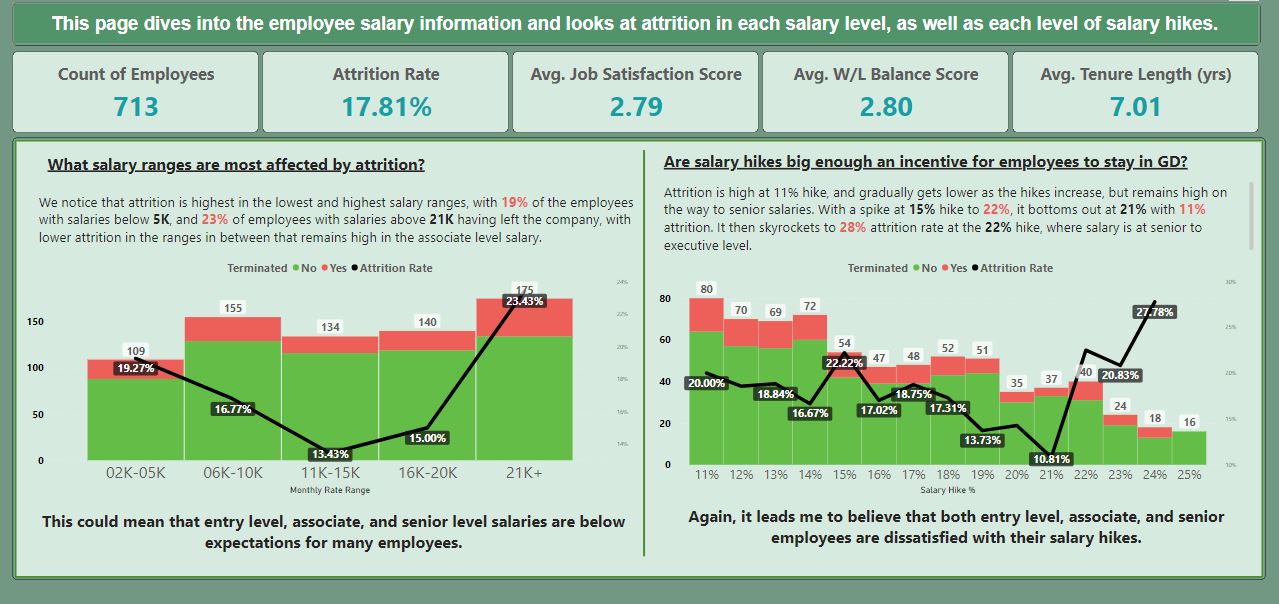 This page dives into the employee salary information and looks at attrition in each salary level, as well as each level of salary hikes.
Count of Employees
713
Attrition Rate
17.81%
Avg. Job Satisfaction Score
2.79
Avg. W/L Balance Score
2.80
Avg. Tenure Length (yrs)
7.01
What salary ranges are most affected by attrition?
We notice that attrition is highest in the lowest and highest salary ranges, with 19% of the employees
with salaries below 5K, and 23% of employees with salaries above 21K having left the company, with
lower attrition in the ranges in between that remains high in the associate level salary.
Terminated No Yes Attrition Rate
150
100
50
0
109
155
134
140
175
19.27%
16.77%
13.43%
15.00%
23.43%
24%
22%
20%
18%
16%
14%
02K-05K 06K-10K 11K-15K 16K-20K 21K+
Monthly Rate Range
This could mean that entry level, associate, and senior level salaries are below
expectations for many employees.
Are salary hikes big enough an incentive for employees to stay in GD?
Attrition is high at 11% hike, and gradually gets lower as the hikes increase, but remains high on
the way to senior salaries. With a spike at 15% hike to 22%, it bottoms out at 21% with 11%
attrition. It then skyrockets to 28% attrition rate at the 22% hike, where salary is at senior to
executive level.
Terminated No Yes Attrition Rate
80
60
40
20
0
80
70
69
72
54
47
48
52
51
35
37
40
24
18
16
20.00%
18.84%
16.67%
22.22%
17.02%
18.75%
17.31%
13.73%
10.81%
20.83%
27.78%
30%
25%
20%
15%
10%
11% 12% 13% 14% 15% 16% 17% 18% 19% 20% 21% 22% 23% 24% 25%
Salary Hike %
Again, it leads me to believe that both entry level, associate, and senior
employees are dissatisfied with their salary hikes.